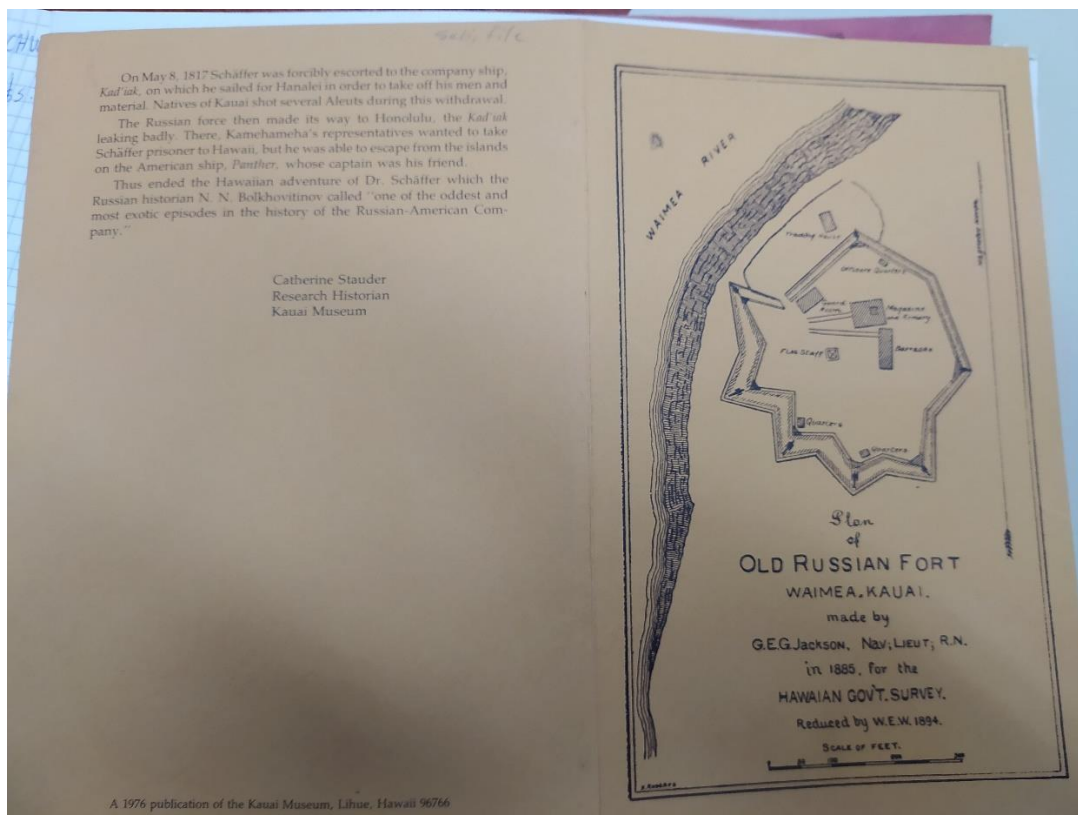 On May 8, 1817 Schäffer was forcibly escorted to the company ship,
Kad'iak, on which he sailed for Hanalei in order to take off his men and
material. Natives of Kauai shot several Aleuts during this withdrawal.
The Russian force then made its way to Honolulu, the Kad'iak
leaking badly. There, Kamehameha's representatives wanted to take
Schäffer prisoner to Hawaii, but he was able to escape from the islands
on the American ship, Panther, whose captain was his friend.
Thus ended the Hawaiian adventure of Dr. Schäffer which the
Russian historian N. N. Bolkhovitinov called "one of the oddest and
most exotic episodes in the history of the Russian-American Com-
pany."
Catherine Stauder
Research Historian
Kauai Museum
A 1976 publication of the Kauai Museum, Lihue, Hawaii 96766
WAIMEA RIVER
Trading House
Officers Quarters
Guard
Room
Magazine
and Armory
Flag Staff
Barracks
Quarters
Quarters
Plan
of
OLD RUSSIAN FORT
WAIMEA, KAUAI.
made by
G.E.G. JACKSON, NAV; LIEUT; R.N.
in 1885, for the
HAWAIAN GOV'T. SURVEY.
Reduced by W.E.W. 1894.
SCALE OF FEET.